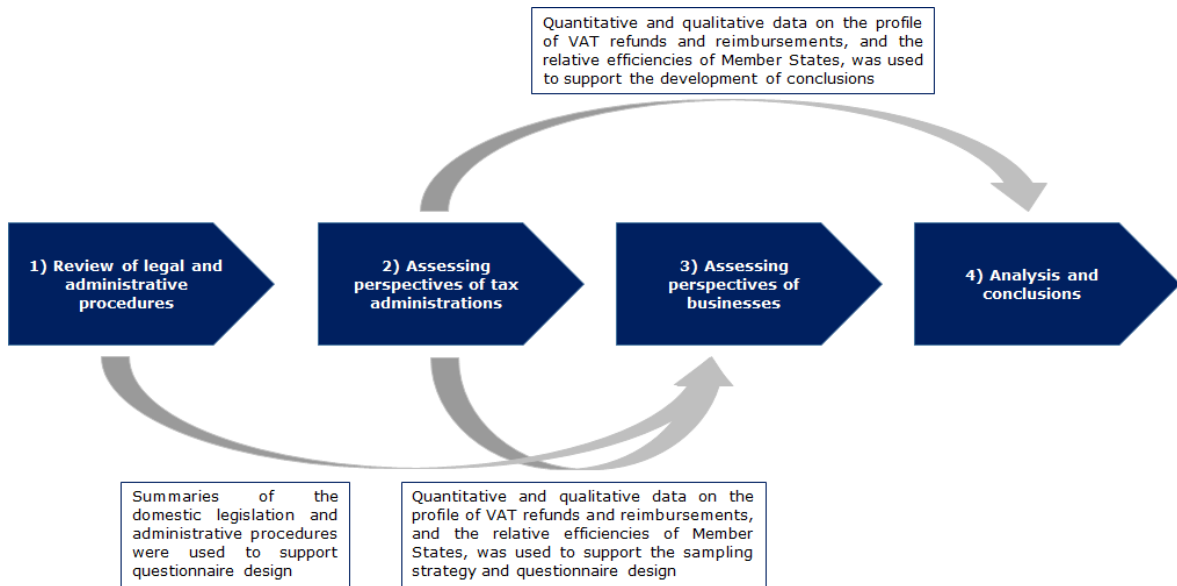 Quantitative and qualitative data on the profile
of VAT refunds and reimbursements, and the
relative efficiencies of Member States, was used
to support the development of conclusions
1) Review of legal and
administrative
procedures
2) Assessing
perspectives of tax
administrations
3) Assessing
perspectives of
businesses
4) Analysis and
conclusions
Summaries of the
domestic legislation and
administrative procedures
were used to support
questionnaire design
Quantitative and qualitative data on the
profile of VAT refunds and reimbursements,
and the relative efficiencies of Member
States, was used to support the sampling
strategy and questionnaire design